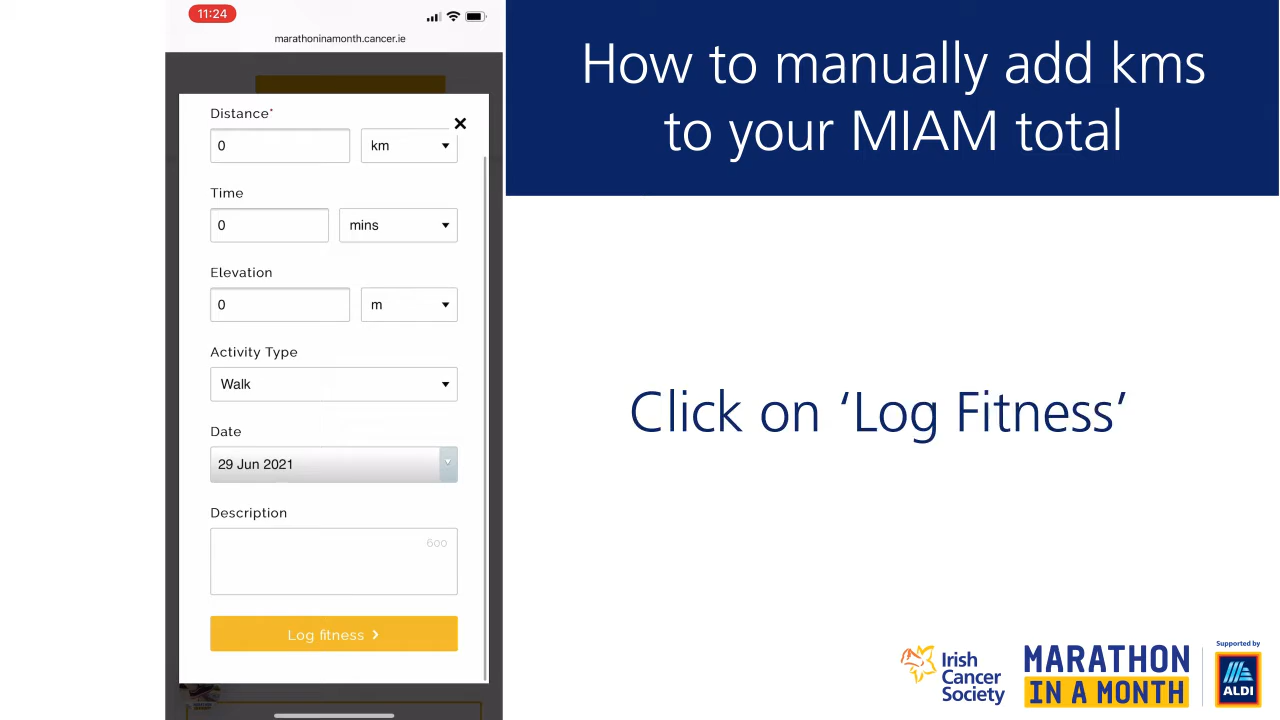 11:24
marathoninamonth.cancer.ie
Distance*
0 km
Time
0 mins
Elevation
0 m
Activity Type
Walk
Date
29 Jun 2021
Description
600
Log fitness
How to manually add kms
to your MIAM total
Click on ‘Log Fitness’
Irish
Cancer
Society
MARATHON
IN A MONTH
Supported by
ALDI